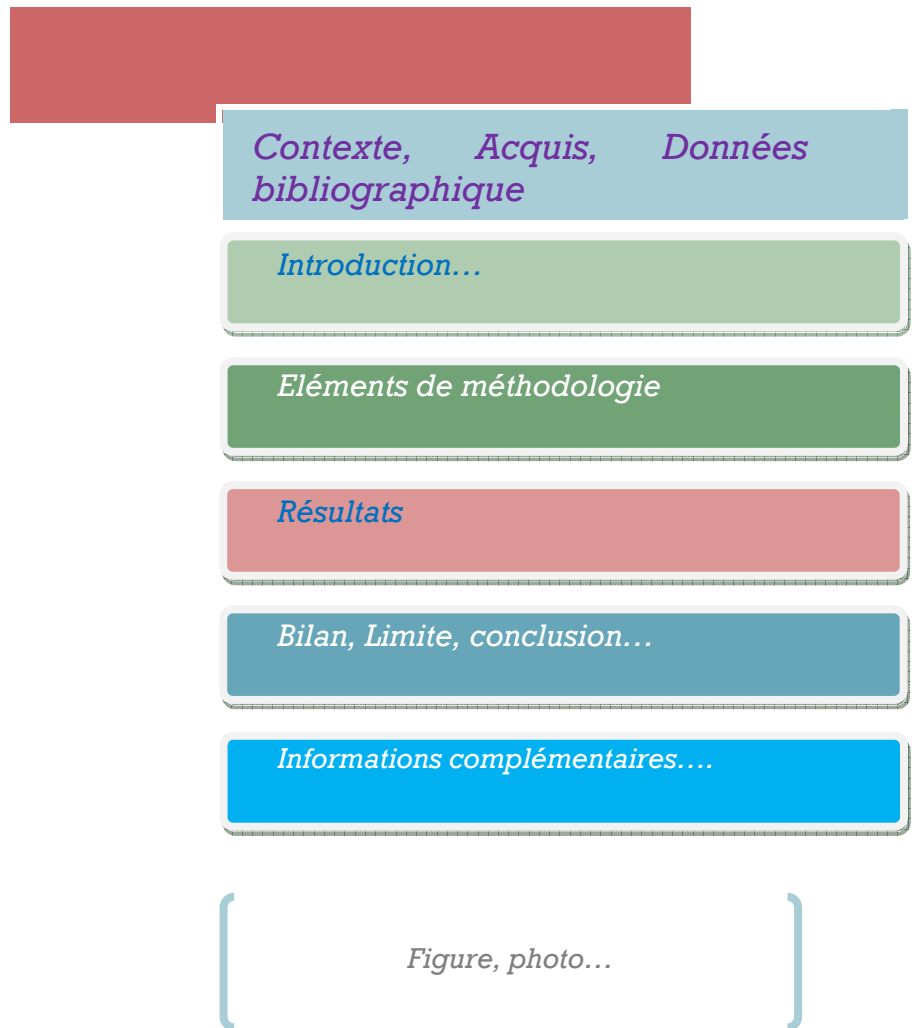 Contexte, Acquis, Données
bibliographique
Introduction…
Eléments de méthodologie
Résultats
Bilan, Limite, conclusion…
Informations complémentaires….
Figure, photo…